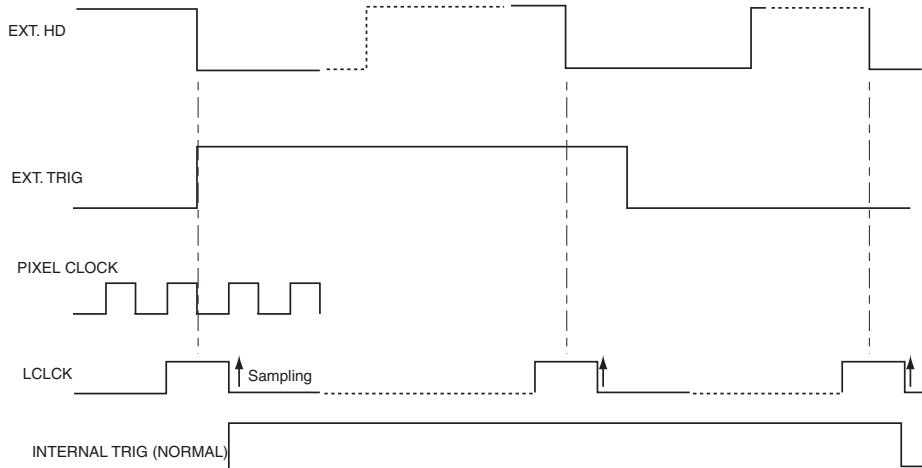 EXT. HD
EXT. TRIG
PIXEL CLOCK
LCLCK
Sampling
INTERNAL TRIG (NORMAL)